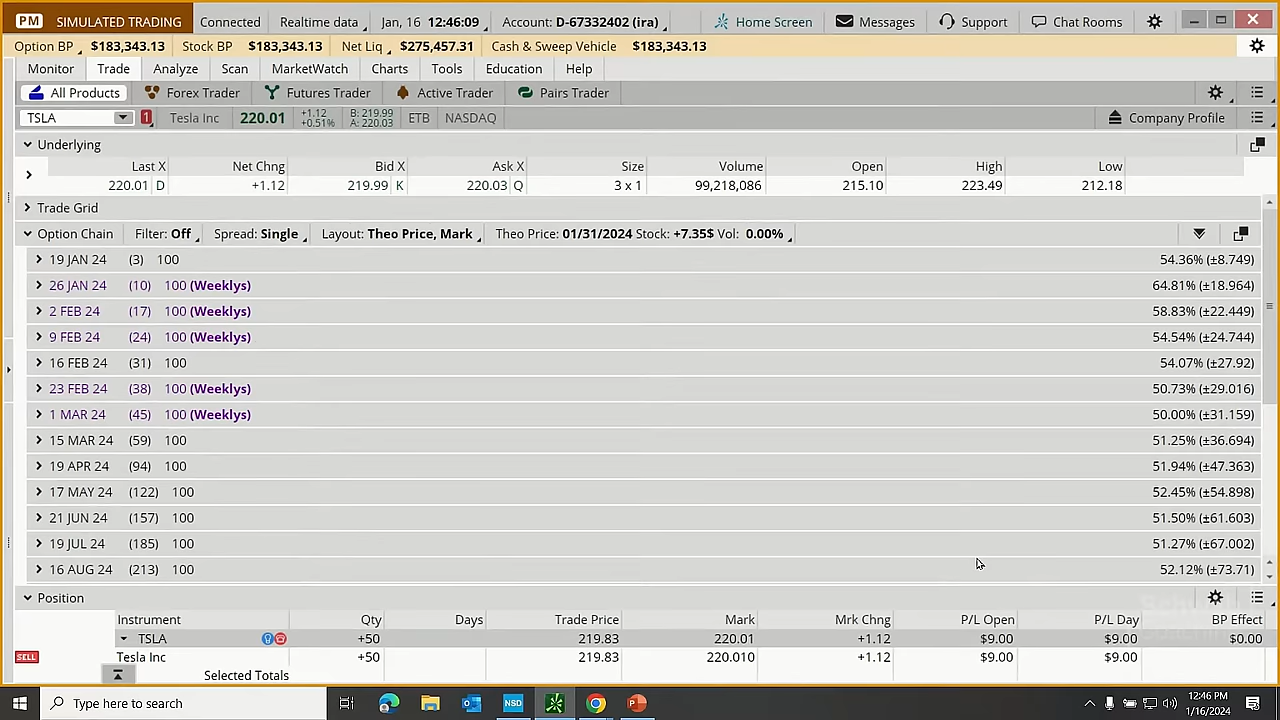 PM SIMULATED TRADING Connected Realtime data Jan, 16 12:46:09 Account: D-67332402 (ira) Home Screen Messages Support Chat Rooms
Option BP $183,343.13 Stock BP $183,343.13 Net Liq $275,457.31 Cash & Sweep Vehicle $183,343.13
Monitor Trade Analyze Scan MarketWatch Charts Tools Education Help
All Products Forex Trader Futures Trader Active Trader Pairs Trader
TSLA 1 Tesla Inc 220.01 +1.12 +0.51% B: 219.99 A: 220.03 ETB NASDAQ Company Profile
Underlying
Last X Net Chng Bid X Ask X Size Volume Open High Low
220.01 D +1.12 219.99 K 220.03 Q 3 x 1 99,218,086 215.10 223.49 212.18
Trade Grid
Option Chain Filter: Off Spread: Single Layout: Theo Price, Mark Theo Price: 01/31/2024 Stock: +7.35$ Vol: 0.00%
19 JAN 24 (3) 100 54.36% (±8.749)
26 JAN 24 (10) 100 (Weeklys) 64.81% (±18.964)
2 FEB 24 (17) 100 (Weeklys) 58.83% (±22.449)
9 FEB 24 (24) 100 (Weeklys) 54.54% (±24.744)
16 FEB 24 (31) 100 54.07% (±27.92)
23 FEB 24 (38) 100 (Weeklys) 50.73% (±29.016)
1 MAR 24 (45) 100 (Weeklys) 50.00% (±31.159)
15 MAR 24 (59) 100 51.25% (±36.694)
19 APR 24 (94) 100 51.94% (±47.363)
17 MAY 24 (122) 100 52.45% (±54.898)
21 JUN 24 (157) 100 51.50% (±61.603)
19 JUL 24 (185) 100 51.27% (±67.002)
16 AUG 24 (213) 100 52.12% (±73.71)
Position
Instrument Qty Days Trade Price Mark Mrk Chng P/L Open P/L Day BP Effect
TSLA +50 219.83 220.01 +1.12 $9.00 $9.00 $0.00
SELL Tesla Inc +50 219.83 220.010 +1.12 $9.00 $9.00
Selected Totals
Type here to search NSD 12:46 PM
1/16/2024